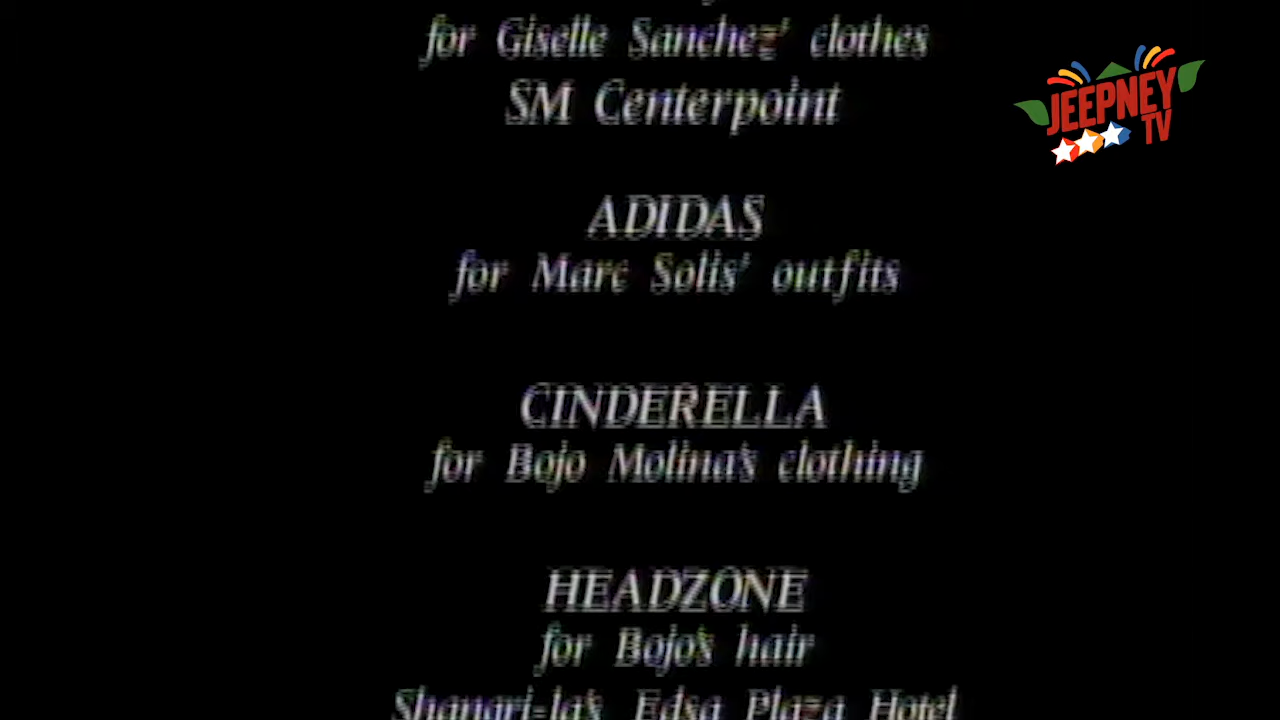 for Giselle Sanchez' clothes
SM Centerpoint
JEEPNEY
TV
ADIDAS
for Marc Solis' outfits
CINDERELLA
for Bojo Molina's clothing
HEADZONE
for Bojo's hair
Shangri-la's Edsa Plaza Hotel